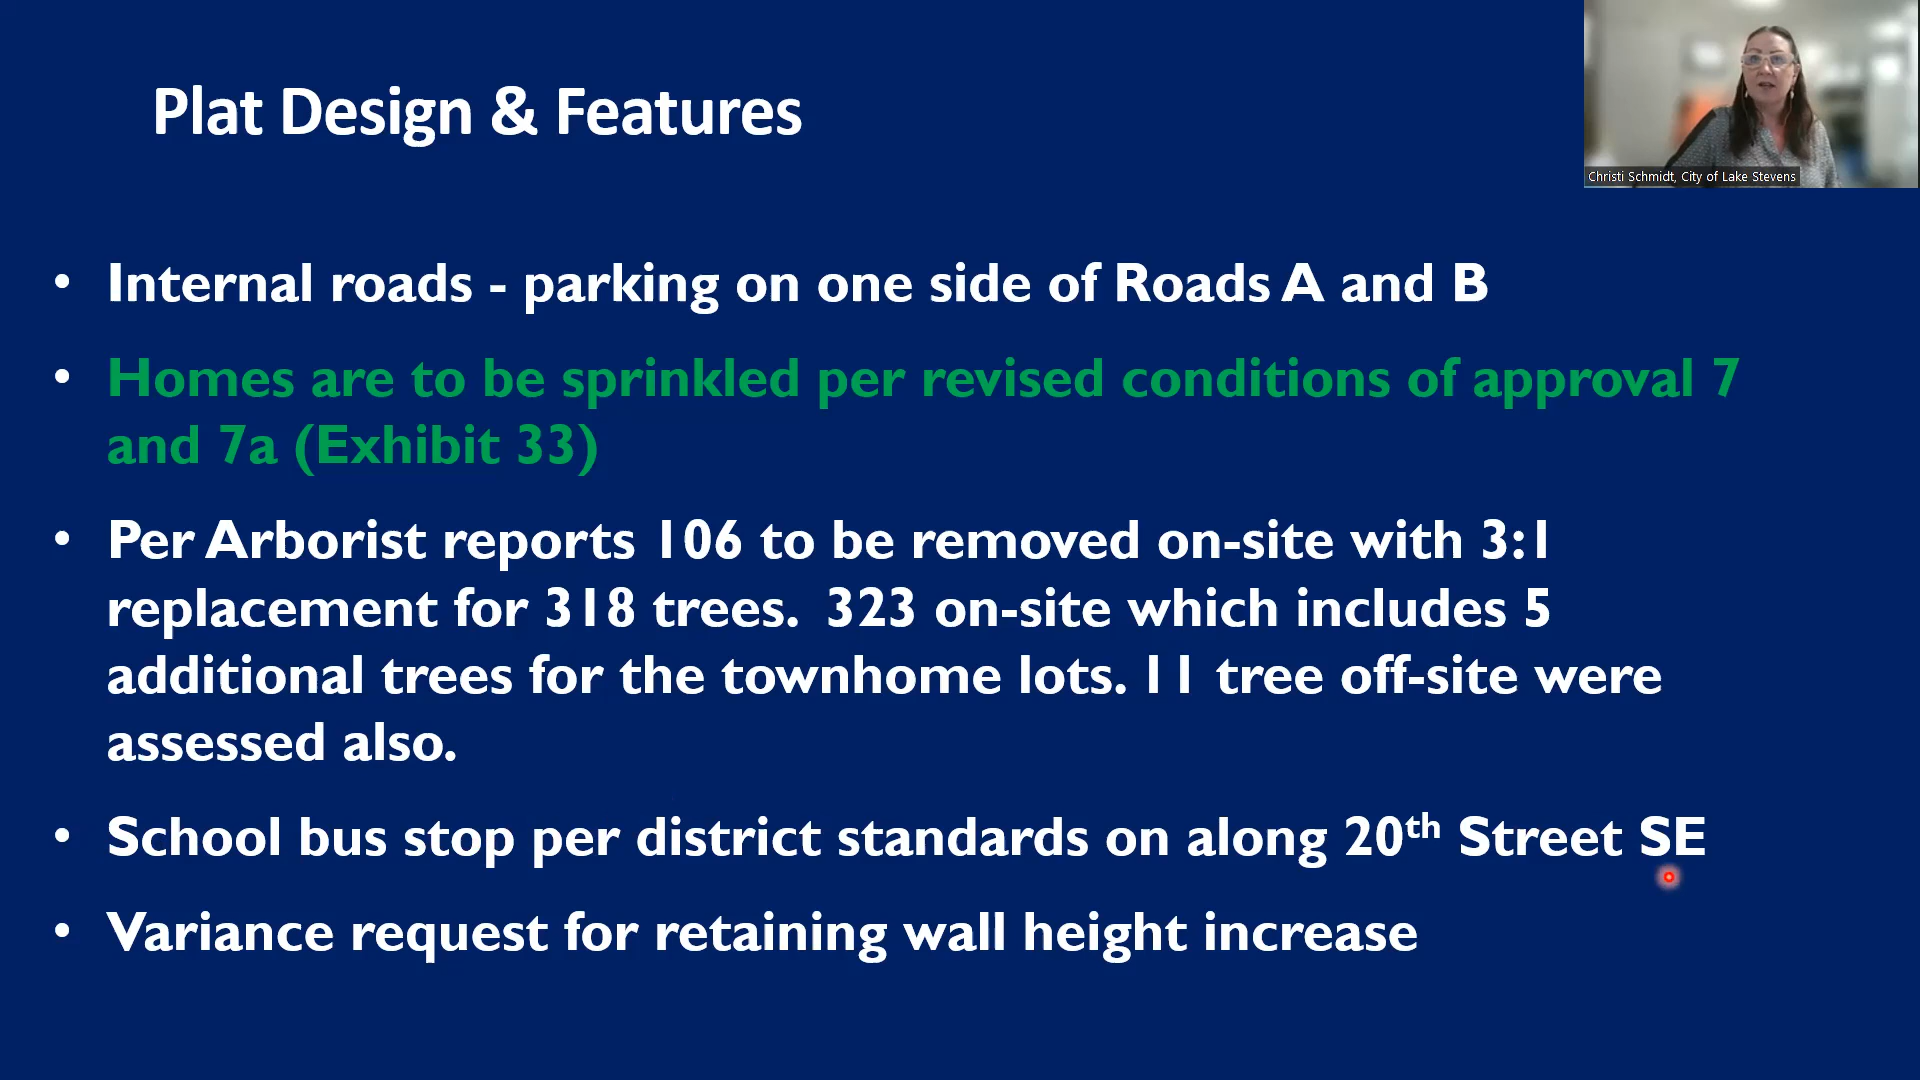 Plat Design & Features
Christi Schmidt, City of Lake Stevens
• Internal roads - parking on one side of Roads A and B
• Homes are to be sprinkled per revised conditions of approval 7
and 7a (Exhibit 33)
• Per Arborist reports 106 to be removed on-site with 3:1
replacement for 318 trees.  323 on-site which includes 5
additional trees for the townhome lots. 11 tree off-site were
assessed also.
• School bus stop per district standards on along 20th Street SE
• Variance request for retaining wall height increase